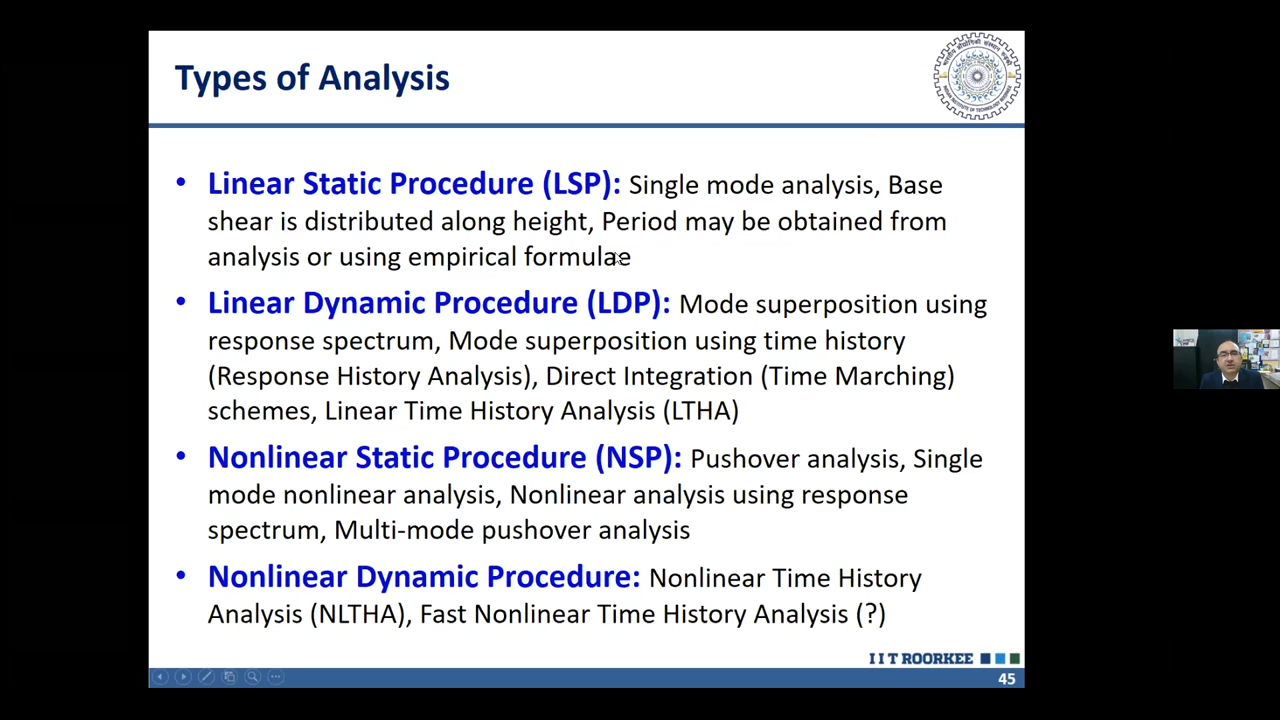 Types of Analysis
• Linear Static Procedure (LSP): Single mode analysis, Base
shear is distributed along height, Period may be obtained from
analysis or using empirical formulae
• Linear Dynamic Procedure (LDP): Mode superposition using
response spectrum, Mode superposition using time history
(Response History Analysis), Direct Integration (Time Marching)
schemes, Linear Time History Analysis (LTHA)
• Nonlinear Static Procedure (NSP): Pushover analysis, Single
mode nonlinear analysis, Nonlinear analysis using response
spectrum, Multi-mode pushover analysis
• Nonlinear Dynamic Procedure: Nonlinear Time History
Analysis (NLTHA), Fast Nonlinear Time History Analysis (?)
I I T ROORKEE
45